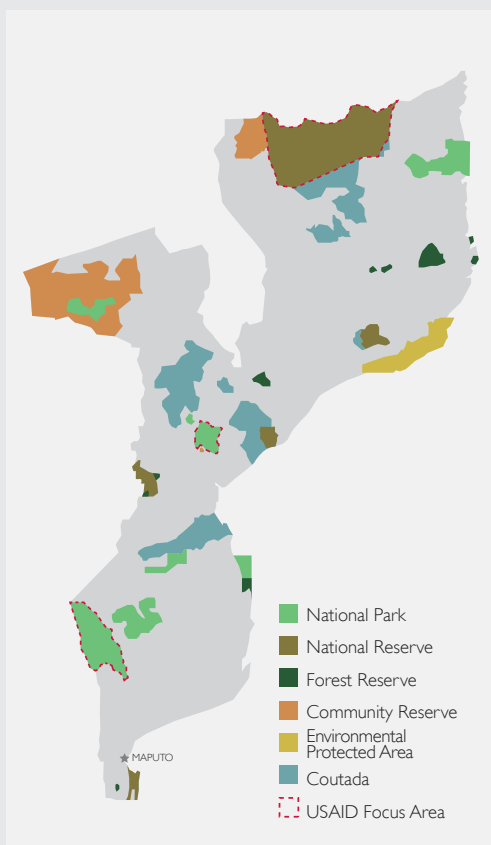 National Park
National Reserve
Forest Reserve
Community Reserve
Environmental
Protected Area
Coutada
USAID Focus Area
MAPUTO